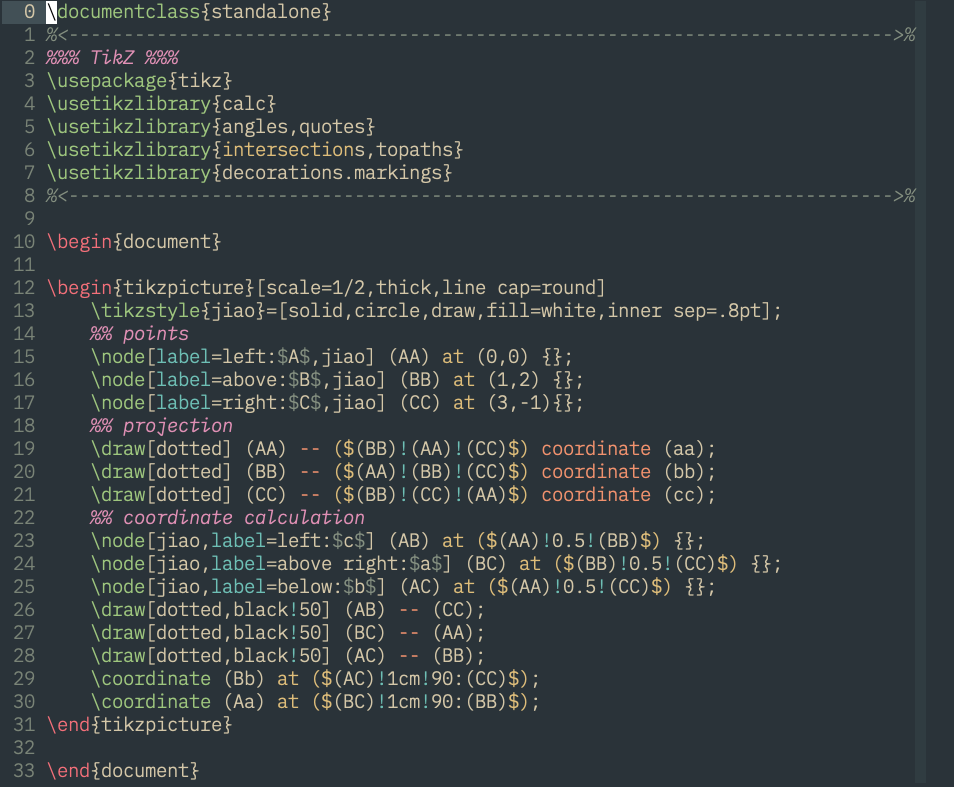 0 \documentclass{standalone}
1 %<--------------------------------------------------------------------------->%
2 %%% TikZ %%%
3 \usepackage{tikz}
4 \usetikzlibrary{calc}
5 \usetikzlibrary{angles,quotes}
6 \usetikzlibrary{intersections,topaths}
7 \usetikzlibrary{decorations.markings}
8 %<--------------------------------------------------------------------------->%
9
10 \begin{document}
11
12 \begin{tikzpicture}[scale=1/2,thick,line cap=round]
13     \tikzstyle{jiao}=[solid,circle,draw,fill=white,inner sep=.8pt];
14     %% points
15     \node[label=left:$A$,jiao] (AA) at (0,0) {};
16     \node[label=above:$B$,jiao] (BB) at (1,2) {};
17     \node[label=right:$C$,jiao] (CC) at (3,-1){};
18     %% projection
19     \draw[dotted] (AA) -- ($(BB)!(AA)!(CC)$) coordinate (aa);
20     \draw[dotted] (BB) -- ($(AA)!(BB)!(CC)$) coordinate (bb);
21     \draw[dotted] (CC) -- ($(BB)!(CC)!(AA)$) coordinate (cc);
22     %% coordinate calculation
23     \node[jiao,label=left:$c$] (AB) at ($(AA)!0.5!(BB)$) {};
24     \node[jiao,label=above right:$a$] (BC) at ($(BB)!0.5!(CC)$) {};
25     \node[jiao,label=below:$b$] (AC) at ($(AA)!0.5!(CC)$) {};
26     \draw[dotted,black!50] (AB) -- (CC);
27     \draw[dotted,black!50] (BC) -- (AA);
28     \draw[dotted,black!50] (AC) -- (BB);
29     \coordinate (Bb) at ($(AC)!1cm!90:(CC)$);
30     \coordinate (Aa) at ($(BC)!1cm!90:(BB)$);
31 \end{tikzpicture}
32
33 \end{document}